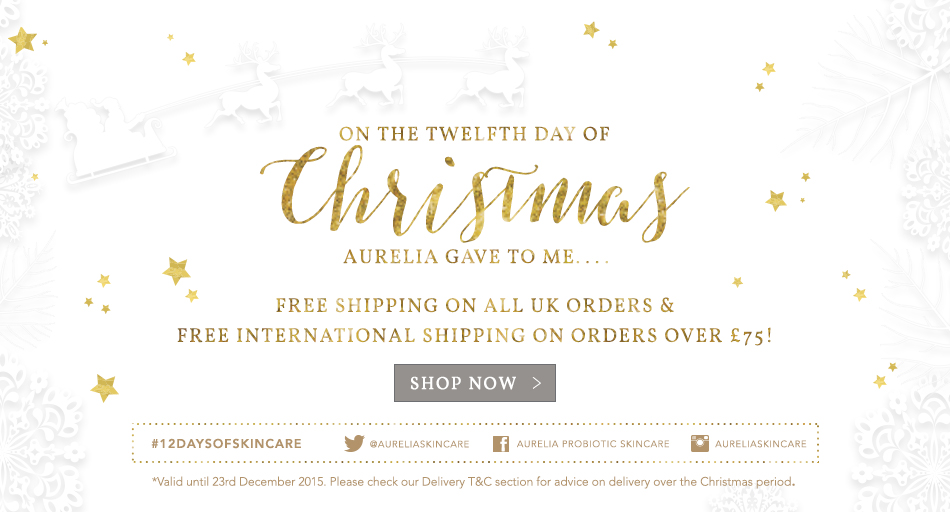 ON THE TWELFTH DAY OF
Christmas
AURELIA GAVE TO ME....
FREE SHIPPING ON ALL UK ORDERS &
FREE INTERNATIONAL SHIPPING ON ORDERS OVER £75!
SHOP NOW >
#12DAYSOFSKINCARE @AURELIASKINCARE AURELIA PROBIOTIC SKINCARE AURELIASKINCARE
*Valid until 23rd December 2015. Please check our Delivery T&C section for advice on delivery over the Christmas period.